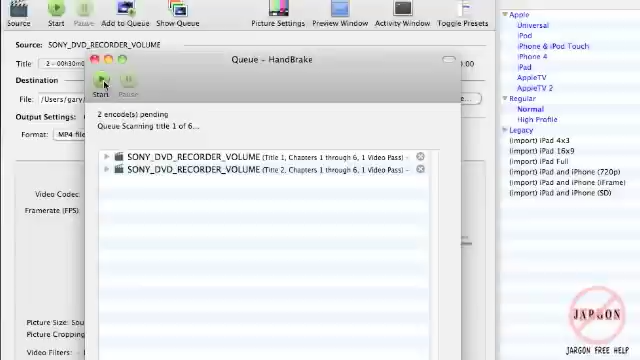 Source Start Pause Add to Queue Show Queue Picture Settings Preview Window Activity Window Toggle Presets
Source: SONY_DVD_RECORDER_VOLUME
Title:
Destination
File: /Users/gary/
Output Settings:
Format: MP4 file
Video Codec:
Framerate (FPS)
Picture Size: Sou
Picture Cropping
Video Filters:
Queue – HandBrake
Start Pause
2 encode(s) pending
Queue Scanning title 1 of 6...
SONY_DVD_RECORDER_VOLUME (Title 1, Chapters 1 through 6, 1 Video Pass)
SONY_DVD_RECORDER_VOLUME (Title 2, Chapters 1 through 6, 1 Video Pass)
Apple
Universal
iPod
iPhone & iPod Touch
iPhone 4
iPad
AppleTV
AppleTV 2
Regular
Normal
High Profile
Legacy
(import) iPad 4x3
(import) iPad 16x9
(import) iPad Full
(import) iPad and iPhone (720p)
(import) iPad and iPhone (iFrame)
(import) iPad and iPhone (SD)
JARGON
JARGON FREE HELP